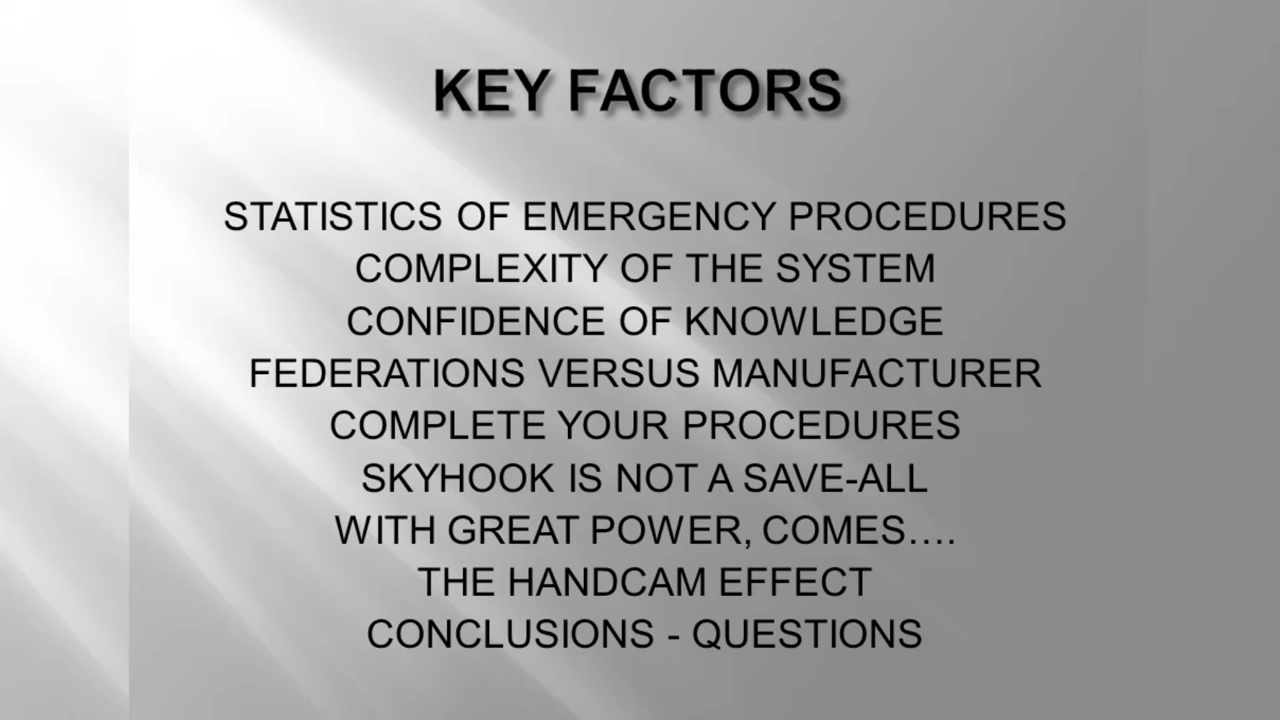 KEY FACTORS
STATISTICS OF EMERGENCY PROCEDURES
COMPLEXITY OF THE SYSTEM
CONFIDENCE OF KNOWLEDGE
FEDERATIONS VERSUS MANUFACTURER
COMPLETE YOUR PROCEDURES
SKYHOOK IS NOT A SAVE-ALL
WITH GREAT POWER, COMES....
THE HANDCAM EFFECT
CONCLUSIONS - QUESTIONS